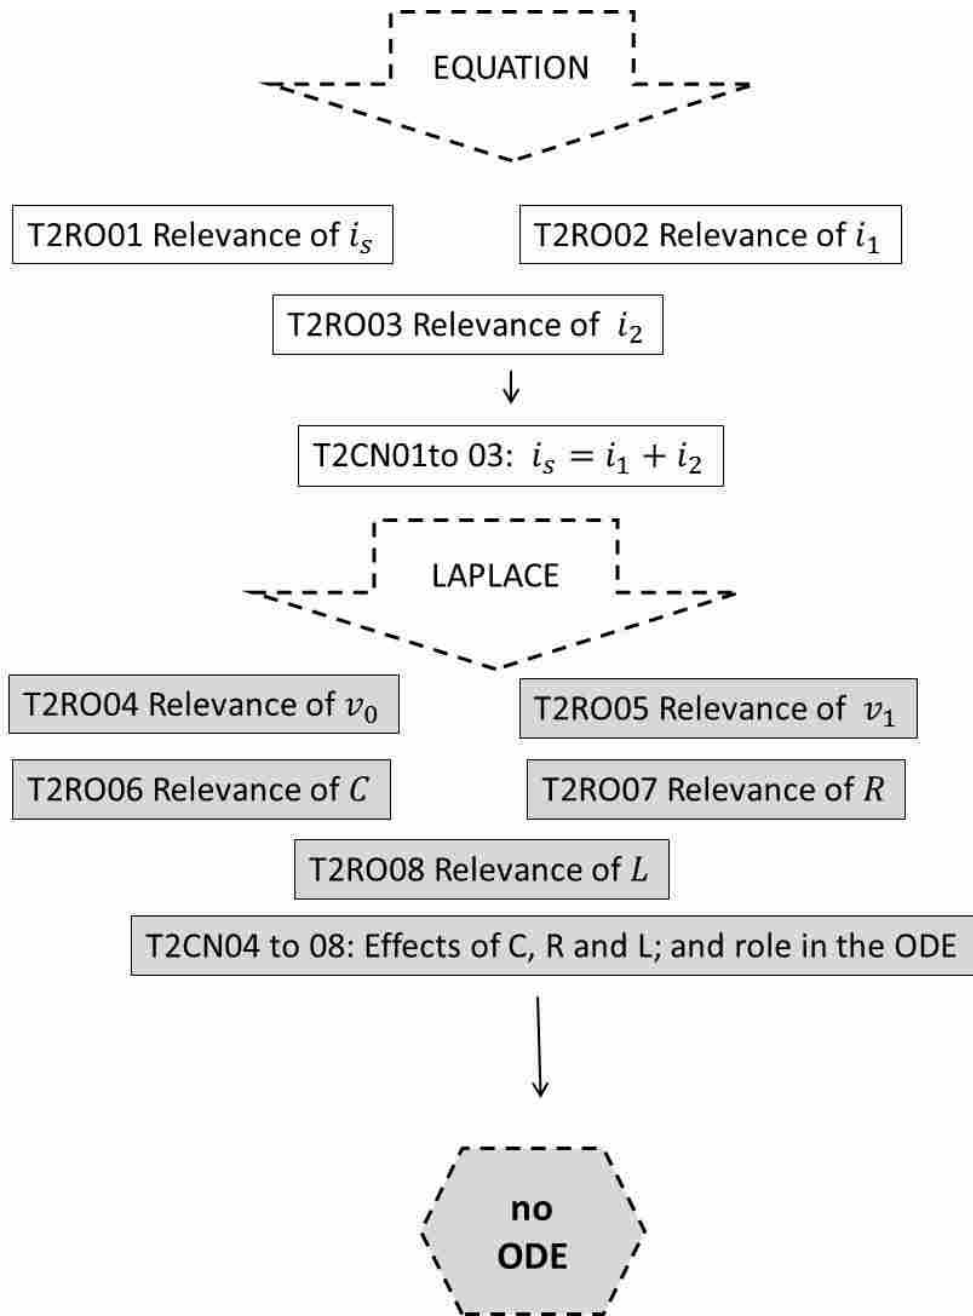 EQUATION
T2RO01 Relevance of i_s
T2RO02 Relevance of i_1
T2RO03 Relevance of i_2
T2CN01to 03: i_s = i_1 + i_2
LAPLACE
T2RO04 Relevance of v_0
T2RO05 Relevance of v_1
T2RO06 Relevance of C
T2RO07 Relevance of R
T2RO08 Relevance of L
T2CN04 to 08: Effects of C, R and L; and role in the ODE
no
ODE